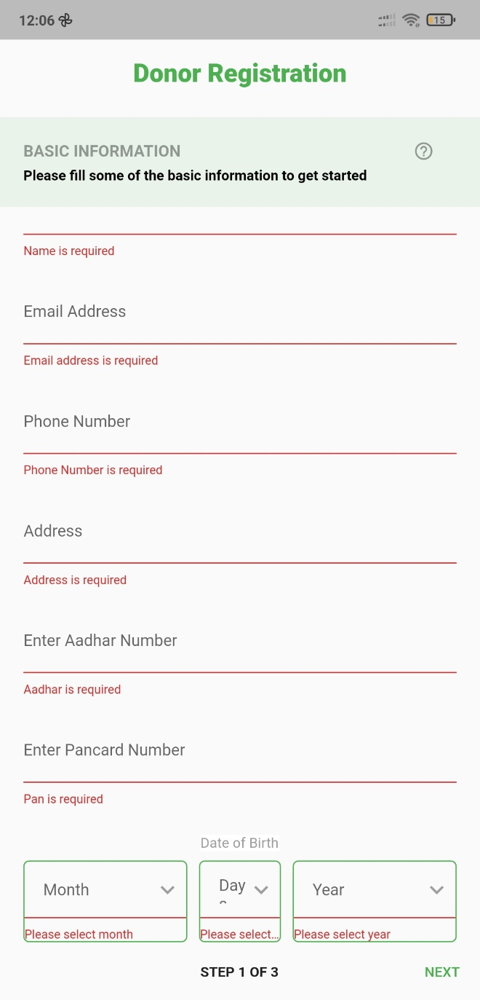 12:06
15
Donor Registration
BASIC INFORMATION
Please fill some of the basic information to get started
Name is required
Email Address
Email address is required
Phone Number
Phone Number is required
Address
Address is required
Enter Aadhar Number
Aadhar is required
Enter Pancard Number
Pan is required
Date of Birth
Month
Day
s
Year
Please select month
Please select...
Please select year
STEP 1 OF 3
NEXT